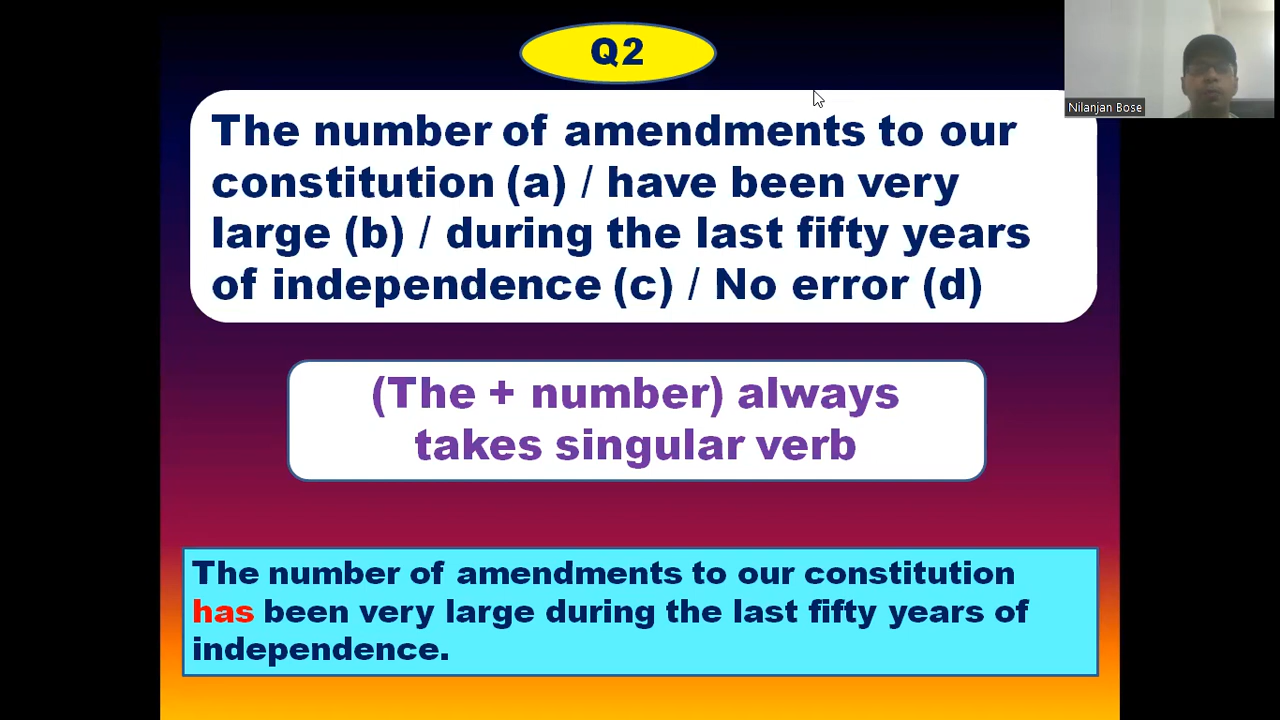 Q2
Nilanjan Bose
The number of amendments to our
constitution (a) / have been very
large (b) / during the last fifty years
of independence (c) / No error (d)
(The + number) always
takes singular verb
The number of amendments to our constitution
has been very large during the last fifty years of
independence.